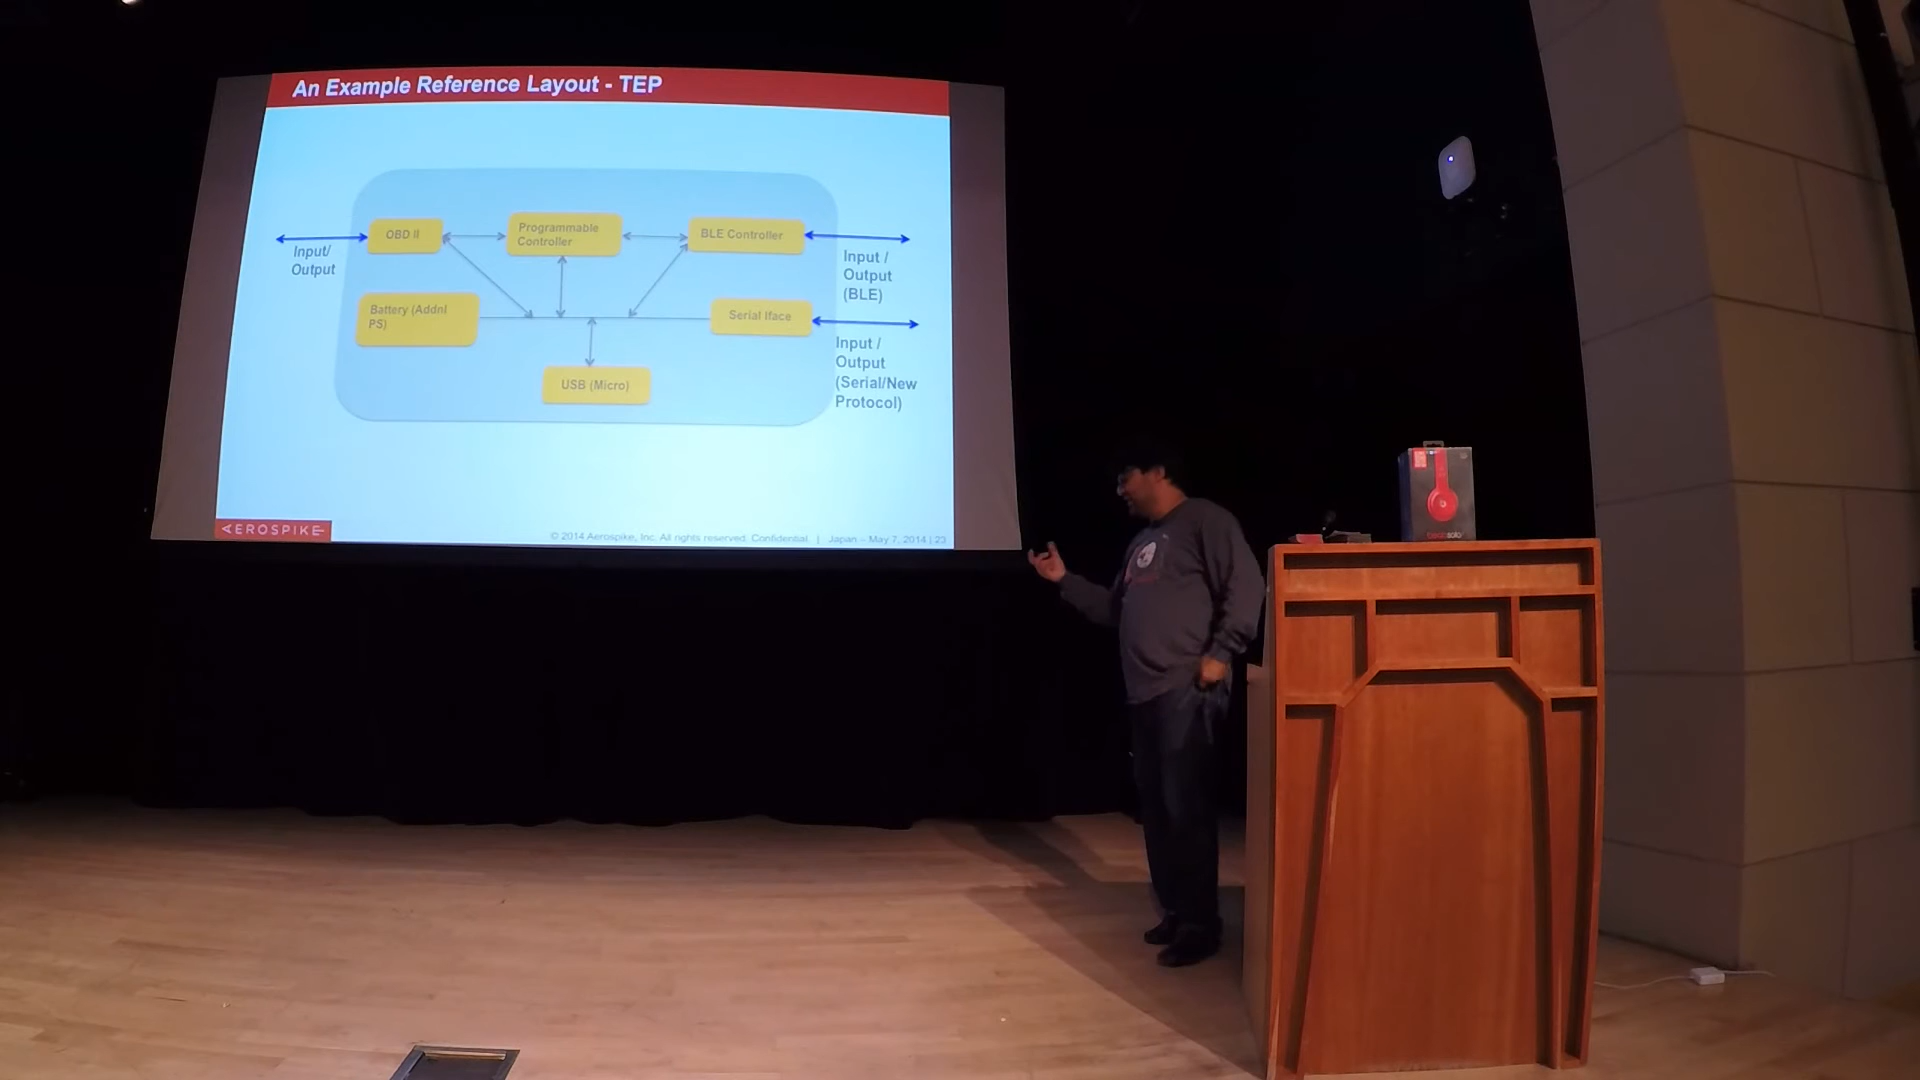 An Example Reference Layout - TEP
OBD II
Programmable
Controller
BLE Controller
Input/
Output
Input /
Output
(BLE)
Battery (Addnl
PS)
Serial Iface
Input /
Output
(Serial/New
Protocol)
USB (Micro)
AEROSPIKE
© 2014 Aerospike, Inc. All rights reserved. Confidential. | Japan – May 7, 2014 | 23
beats solo